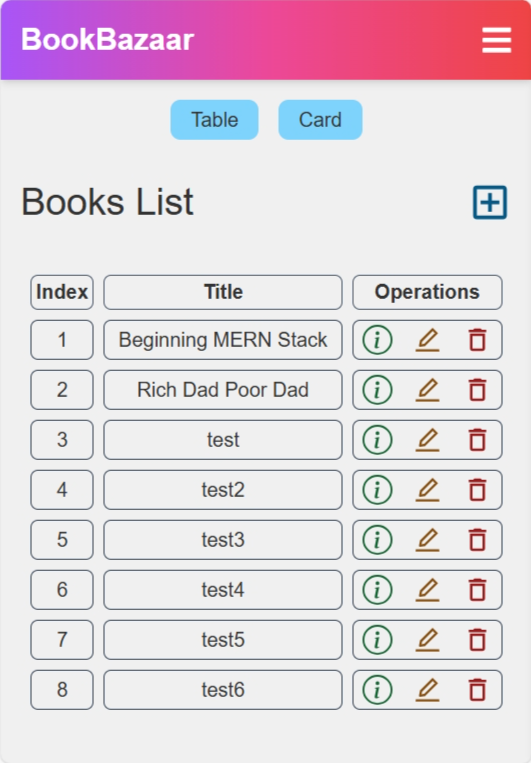 BookBazaar
Table Card
Books List
Index Title Operations
1 Beginning MERN Stack
2 Rich Dad Poor Dad
3 test
4 test2
5 test3
6 test4
7 test5
8 test6